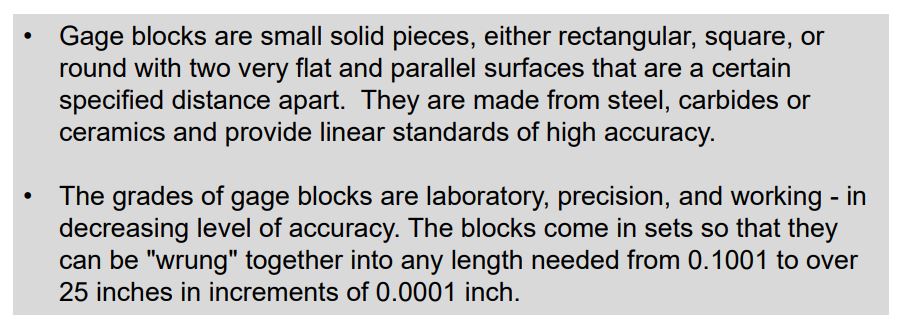 • Gage blocks are small solid pieces, either rectangular, square, or
round with two very flat and parallel surfaces that are a certain
specified distance apart.  They are made from steel, carbides or
ceramics and provide linear standards of high accuracy.
• The grades of gage blocks are laboratory, precision, and working - in
decreasing level of accuracy. The blocks come in sets so that they
can be "wrung" together into any length needed from 0.1001 to over
25 inches in increments of 0.0001 inch.